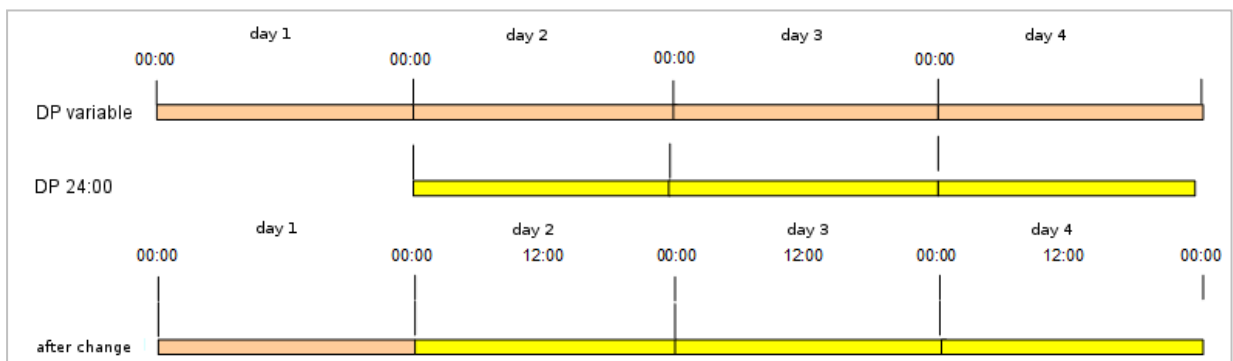 day 1 day 2 day 3 day 4
00:00 00:00 00:00 00:00
DP variable
DP 24:00
day 1 day 2 day 3 day 4
00:00 00:00 12:00 00:00 12:00 00:00 12:00 00:00
after change